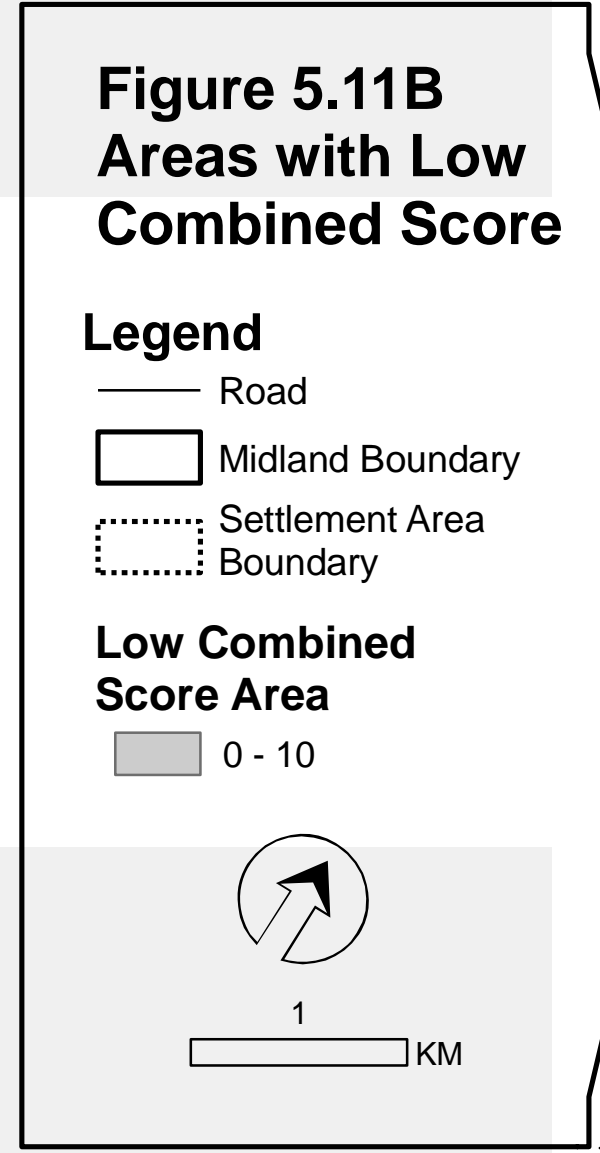 Figure 5.11B
Areas with Low
Combined Score
Legend
Road
Midland Boundary
Settlement Area
Boundary
Low Combined
Score Area
0 - 10
1
KM